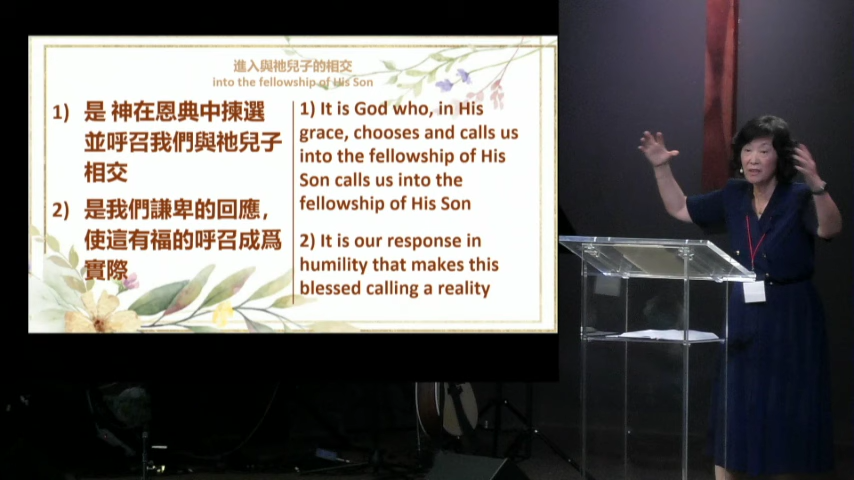 進入與祂兒子的相交
into the fellowship of His Son
1) 是 神在恩典中揀選
並呼召我們與祂兒子
相交
2) 是我們謙卑的回應，
使這有福的呼召成爲
實際
1) It is God who, in His
grace, chooses and calls us
into the fellowship of His
Son calls us into the
fellowship of His Son
2) It is our response in
humility that makes this
blessed calling a reality